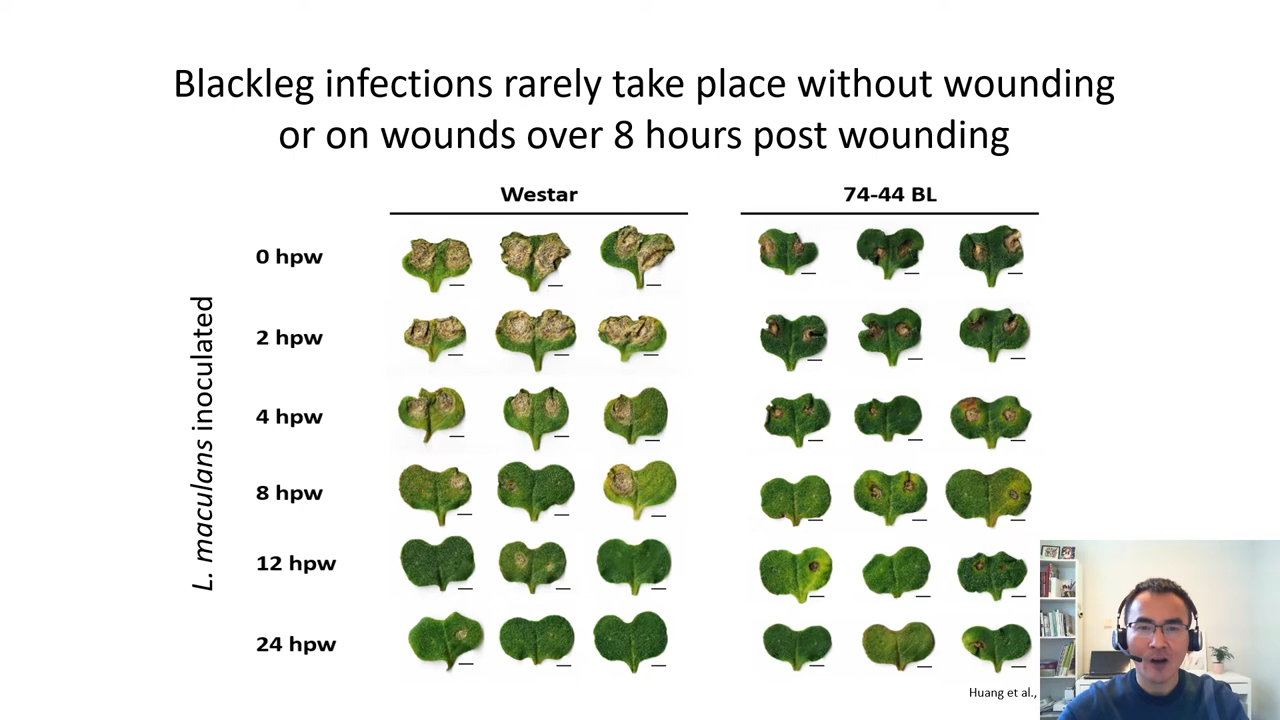 Blackleg infections rarely take place without wounding
or on wounds over 8 hours post wounding
Westar
74-44 BL
L. maculans inoculated
0 hpw
2 hpw
4 hpw
8 hpw
12 hpw
24 hpw
Huang et al.,